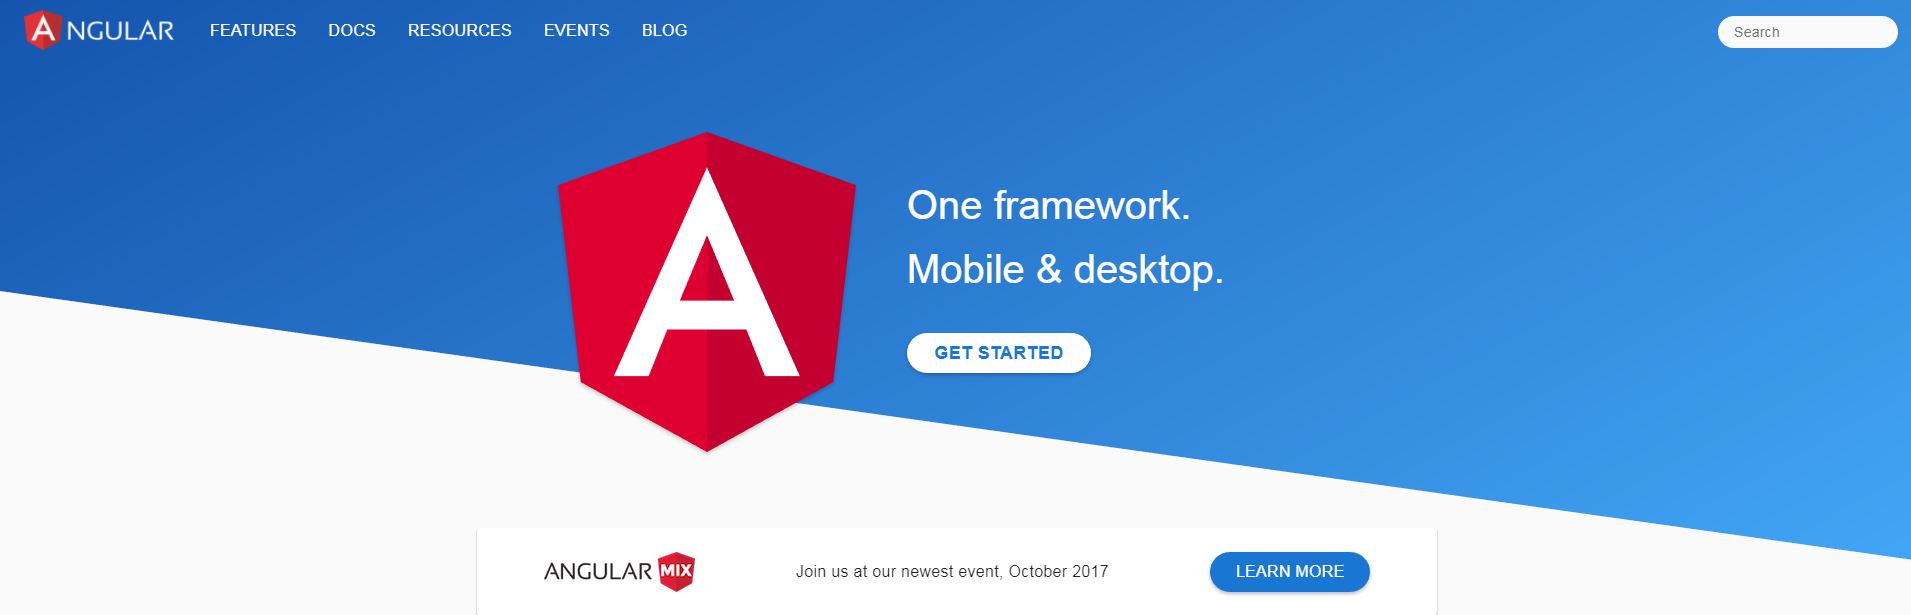 ANGULAR FEATURES DOCS RESOURCES EVENTS BLOG Search
A
One framework.
Mobile & desktop.
GET STARTED
ANGULAR MIX Join us at our newest event, October 2017 LEARN MORE